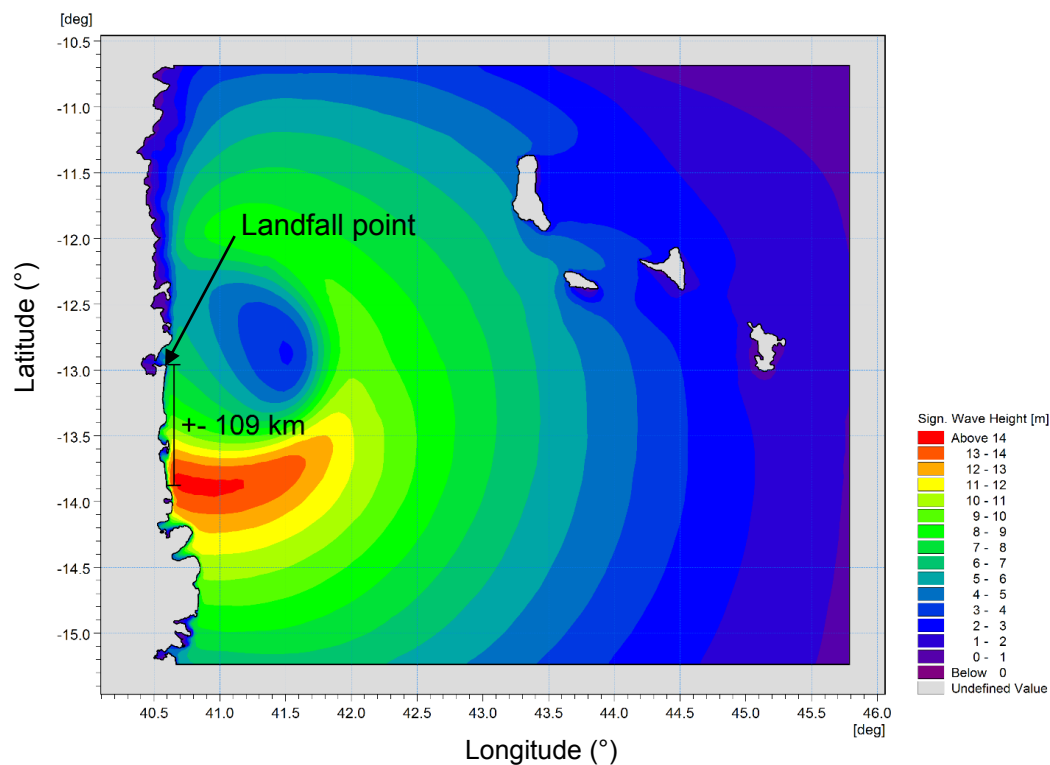 [deg]
-10.5
-11.0
-11.5
-12.0
-12.5
-13.0
-13.5
-14.0
-14.5
-15.0
Latitude (°)
Landfall point
+- 109 km
40.5 41.0 41.5 42.0 42.5 43.0 43.5 44.0 44.5 45.0 45.5 46.0
[deg]
Longitude (°)
Sign. Wave Height [m]
Above 14
13 - 14
12 - 13
11 - 12
10 - 11
9 - 10
8 - 9
7 - 8
6 - 7
5 - 6
4 - 5
3 - 4
2 - 3
1 - 2
0 - 1
Below 0
Undefined Value